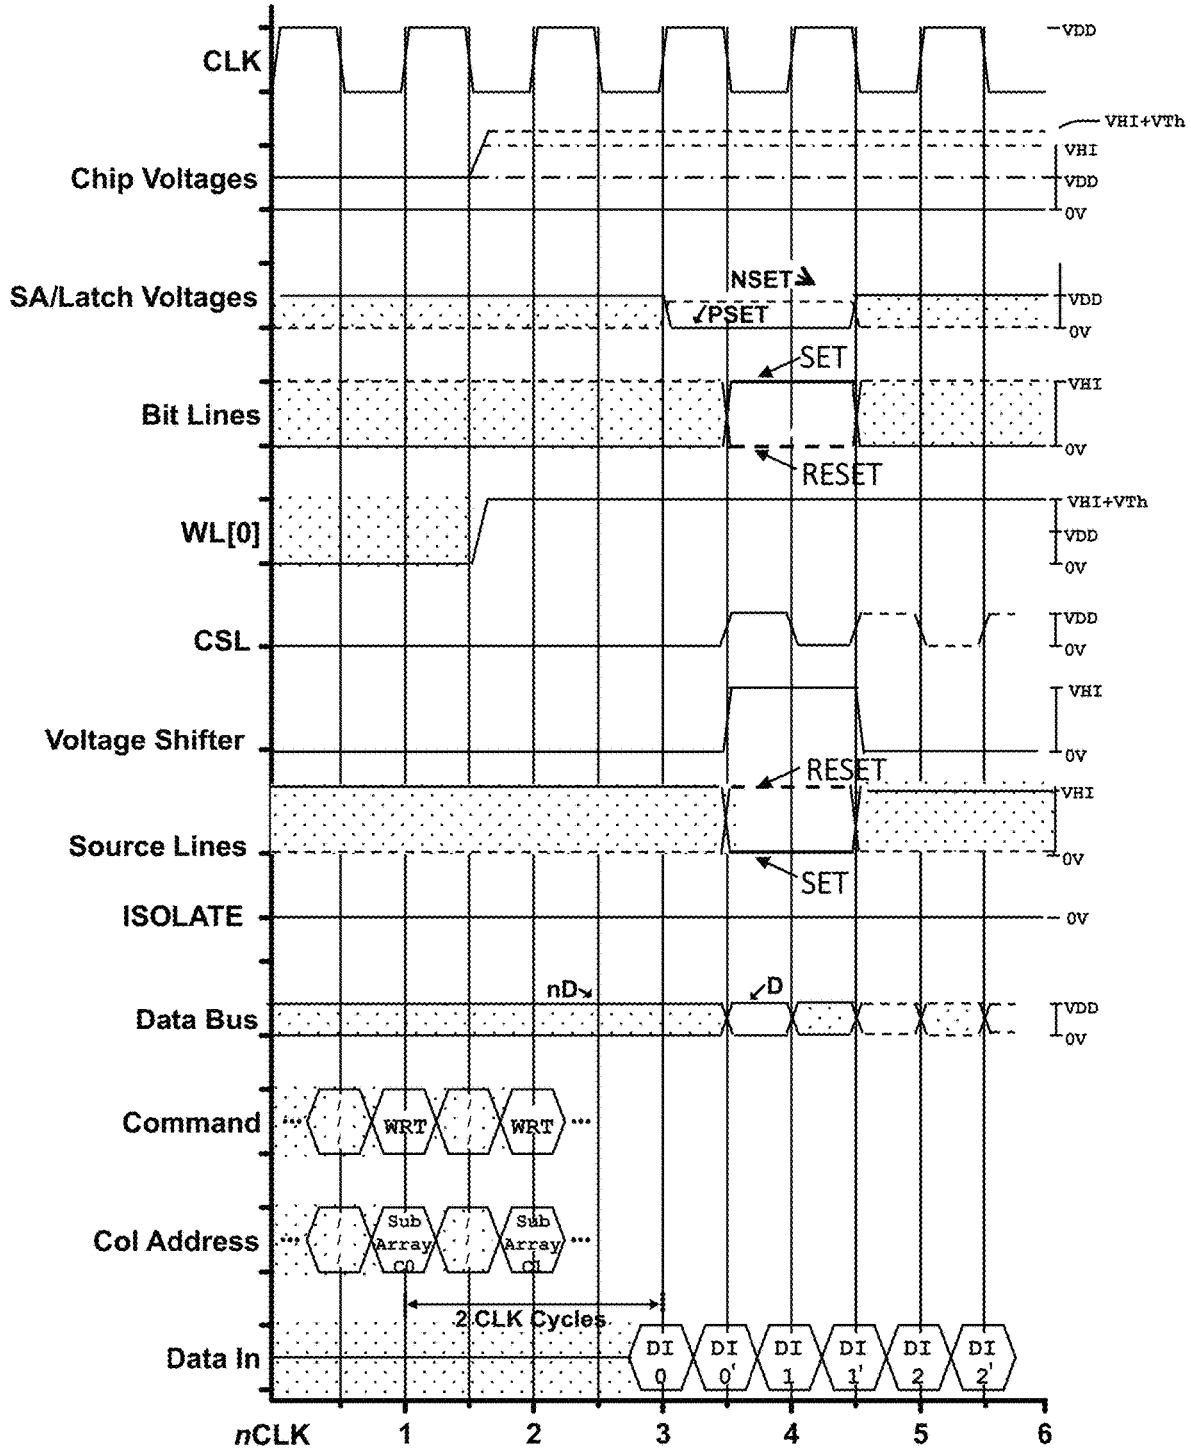 CLK
VDD
VHI+VTh
Chip Voltages
VHI
VDD
0V
NSET
SA/Latch Voltages
VDD
PSET
0V
SET
Bit Lines
VHI
0V
RESET
WL[0]
VHI+VTh
VDD
0V
CSL
VDD
0V
VHI
Voltage Shifter
0V
RESET
VHI
Source Lines
0V
SET
ISOLATE
0V
nD
D
Data Bus
VDD
0V
Command
... WRT WRT ...
Col Address
... Sub Array C0 Sub Array C1 ...
2 CLK Cycles
Data In
DI 0 DI 0' DI 1 DI 1' DI 2 DI 2'
nCLK 1 2 3 4 5 6